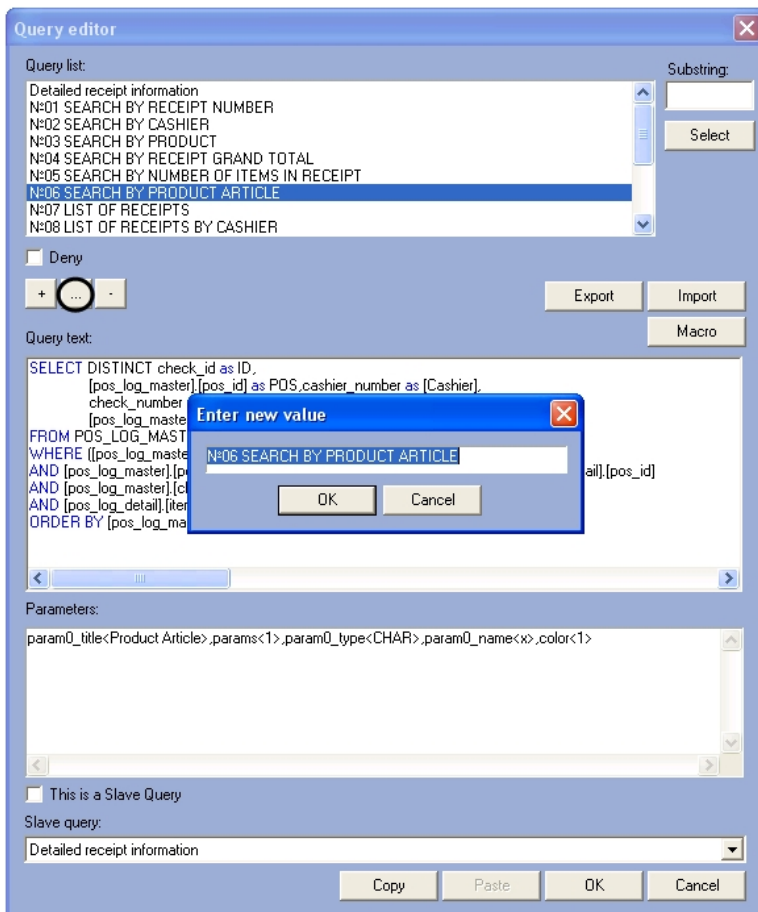 Query editor
Query list:
Substring:
Detailed receipt information
№01 SEARCH BY RECEIPT NUMBER
№02 SEARCH BY CASHIER
№03 SEARCH BY PRODUCT
Select
№04 SEARCH BY RECEIPT GRAND TOTAL
№05 SEARCH BY NUMBER OF ITEMS IN RECEIPT
№06 SEARCH BY PRODUCT ARTICLE
№07 LIST OF RECEIPTS
№08 LIST OF RECEIPTS BY CASHIER
Deny
+ ... -
Export Import
Macro
Query text:
SELECT DISTINCT check_id as ID,
[pos_log_master].[pos_id] as POS,cashier_number as [Cashier],
check_number
[pos_log_maste
FROM POS_LOG_MAST
WHERE ([pos_log_maste
AND [pos_log_master].[po ail].[pos_id]
AND [pos_log_master].[cl
AND [pos_log_detail].[iter
ORDER BY [pos_log_ma
Enter new value
№06 SEARCH BY PRODUCT ARTICLE
OK Cancel
Parameters:
param0_title<Product Article>,params<1>,param0_type<CHAR>,param0_name<x>,color<1>
This is a Slave Query
Slave query:
Detailed receipt information
Copy Paste OK Cancel